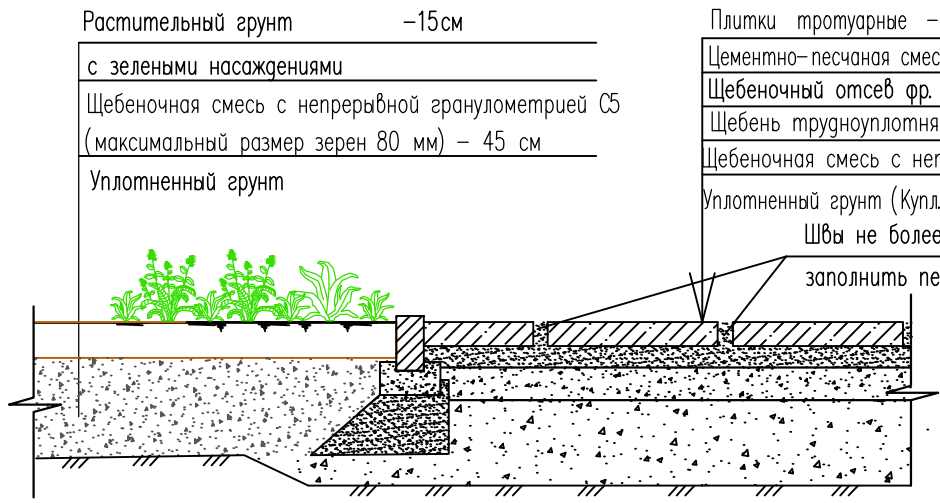 Растительный грунт -15см
с зелеными насаждениями
Щебеночная смесь с непрерывной гранулометрией С5
(максимальный размер зерен 80 мм) - 45 см
Уплотненный грунт
Плитки тротуарные -
Цементно-песчаная смес
Щебеночный отсев фр.
Щебень трудноуплотня
Щебеночная смесь с неп
Уплотненный грунт (Купл.
Швы не более
заполнить пе